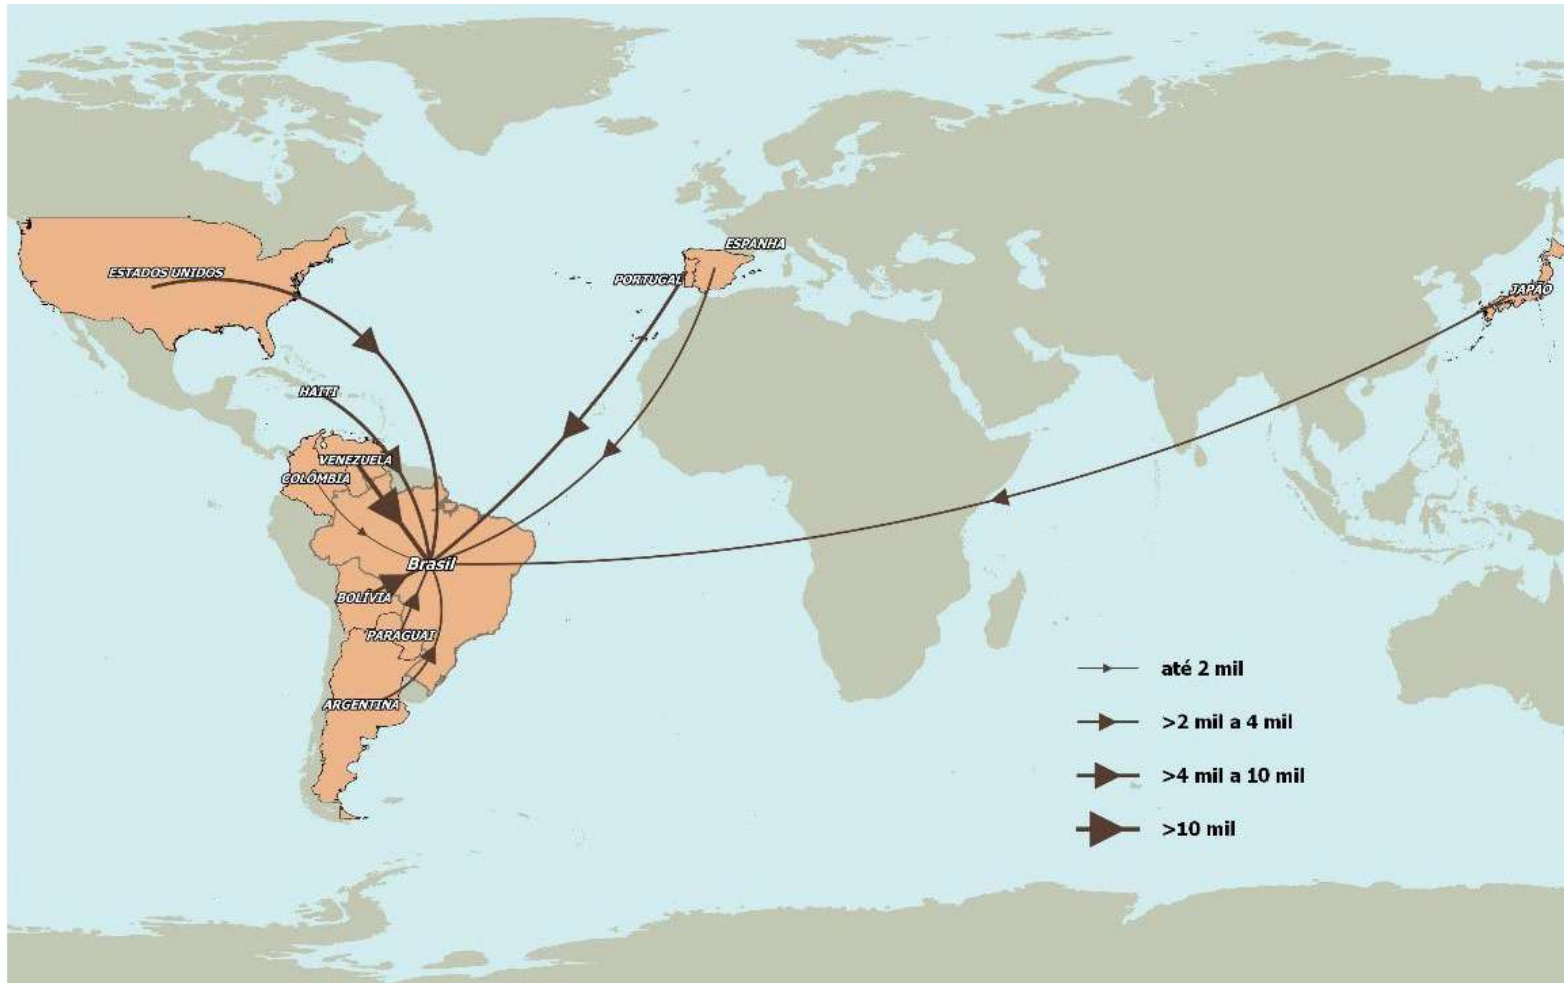 ESPANHA
ESTADOS UNIDOS
PORTUGAL
JAPÃO
HAITI
VENEZUELA
COLÔMBIA
Brasil
BOLÍVIA
PARAGUAI
ARGENTINA
até 2 mil
>2 mil a 4 mil
>4 mil a 10 mil
>10 mil